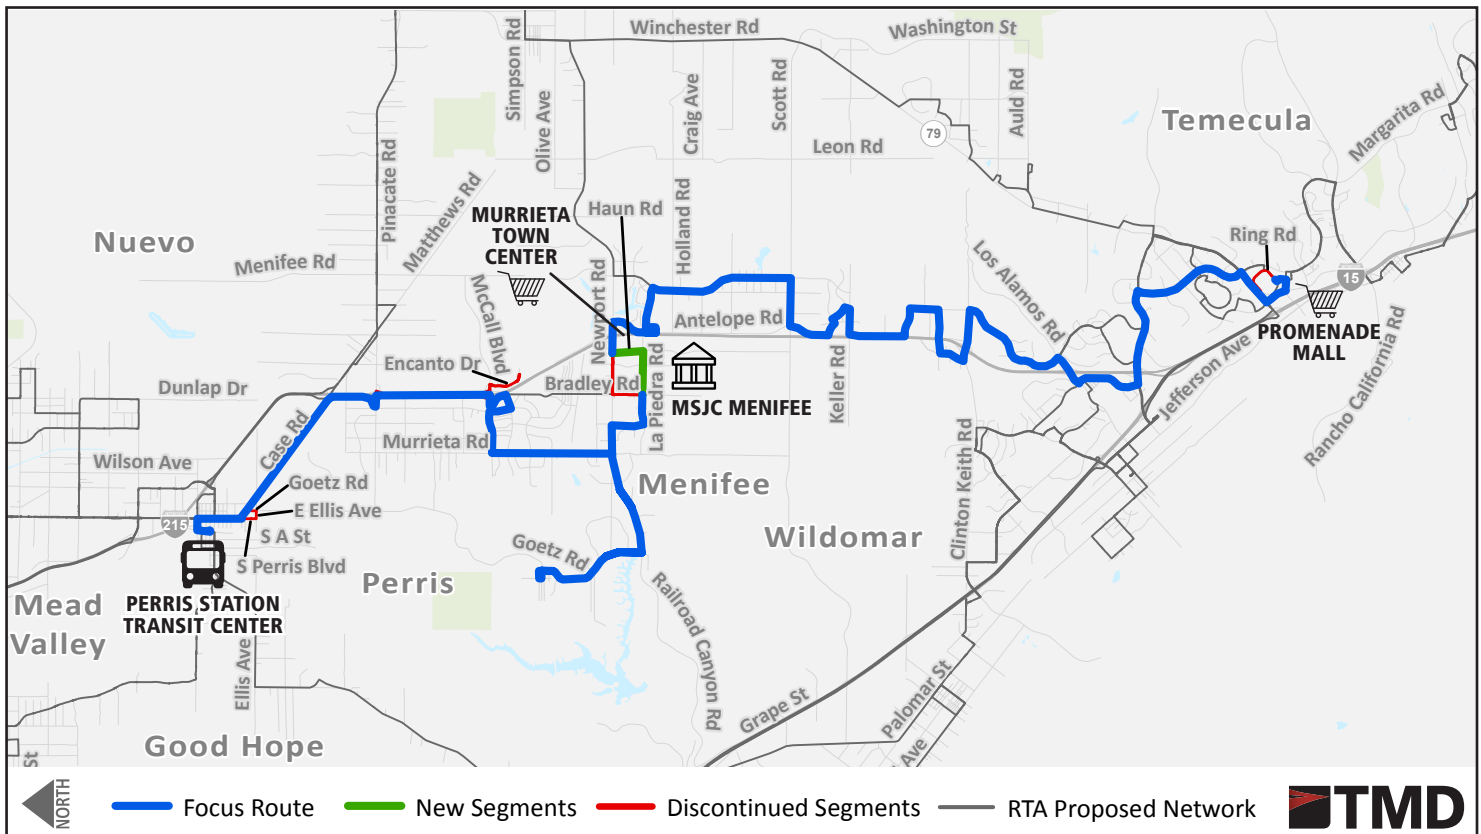 Winchester Rd
Washington St
Simpson Rd
Olive Ave
Craig Ave
Scott Rd
Auld Rd
79
Temecula
Margarita Rd
Leon Rd
Pinacate Rd
Matthews Rd
MURRIETA
TOWN
CENTER
Haun Rd
Holland Rd
Nuevo
Menifee Rd
McCall Blvd
Newport Rd
Los Alamos Rd
Ring Rd
15
Antelope Rd
PROMENADE
MALL
Encanto Dr
Dunlap Dr
Bradley Rd
La Piedra Rd
MSJC MENIFEE
Keller Rd
Jefferson Ave
Rancho California Rd
Case Rd
Murrieta Rd
Wilson Ave
Goetz Rd
E Ellis Ave
Menifee
Clinton Keith Rd
215
S A St
S Perris Blvd
Wildomar
Goetz Rd
Perris
PERRIS STATION
TRANSIT CENTER
Mead
Valley
Railroad Canyon Rd
Ellis Ave
Grape St
Palomar St
Good Hope
St
Ave
NORTH
Focus Route
New Segments
Discontinued Segments
RTA Proposed Network
TMD